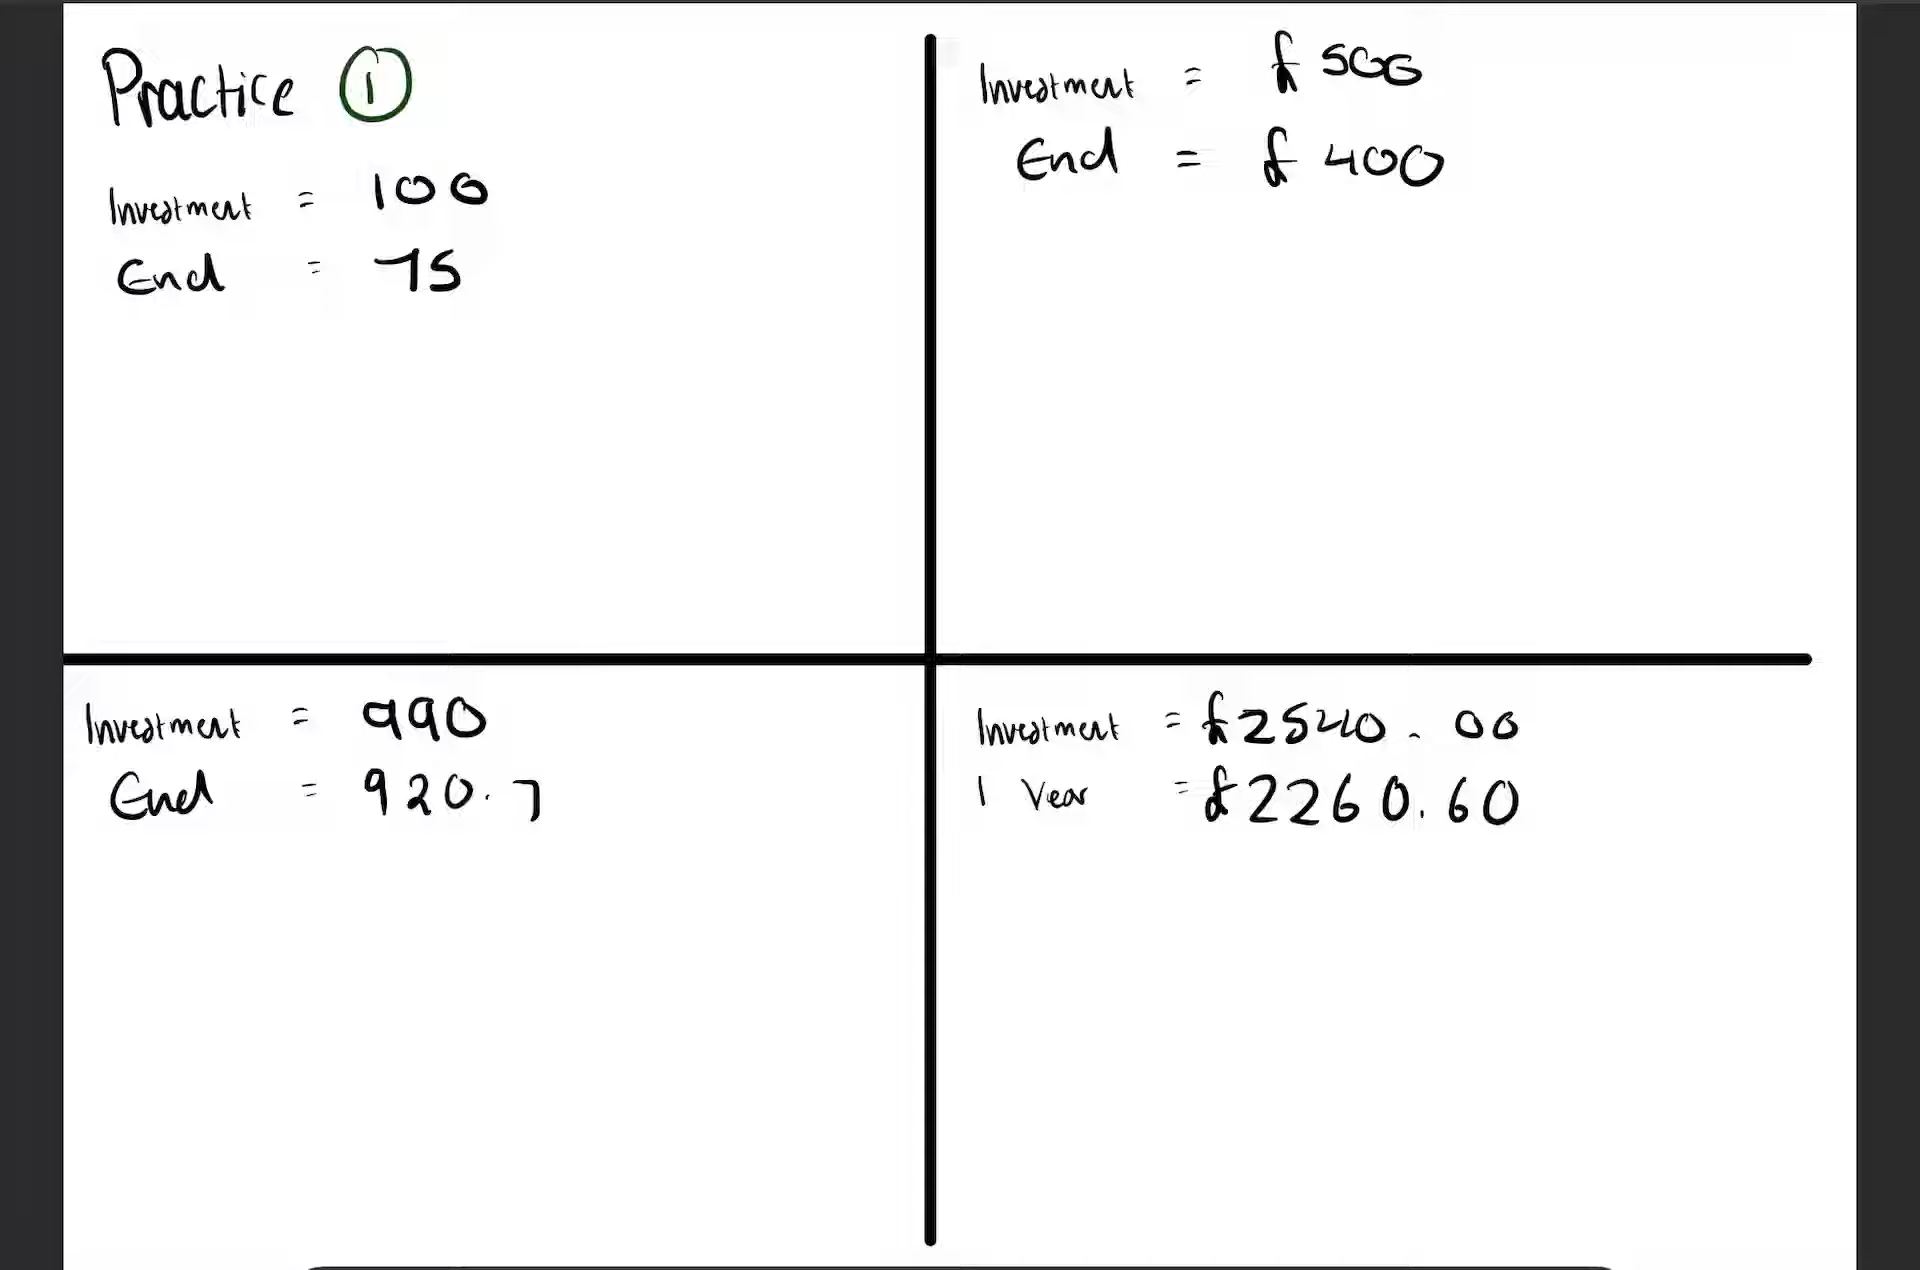 Practice 1
Investment = 100
End = 75
Investment = £ 500
End = £ 400
Investment = 990
End = 920.7
Investment = £2540.00
1 Year = £2260.60